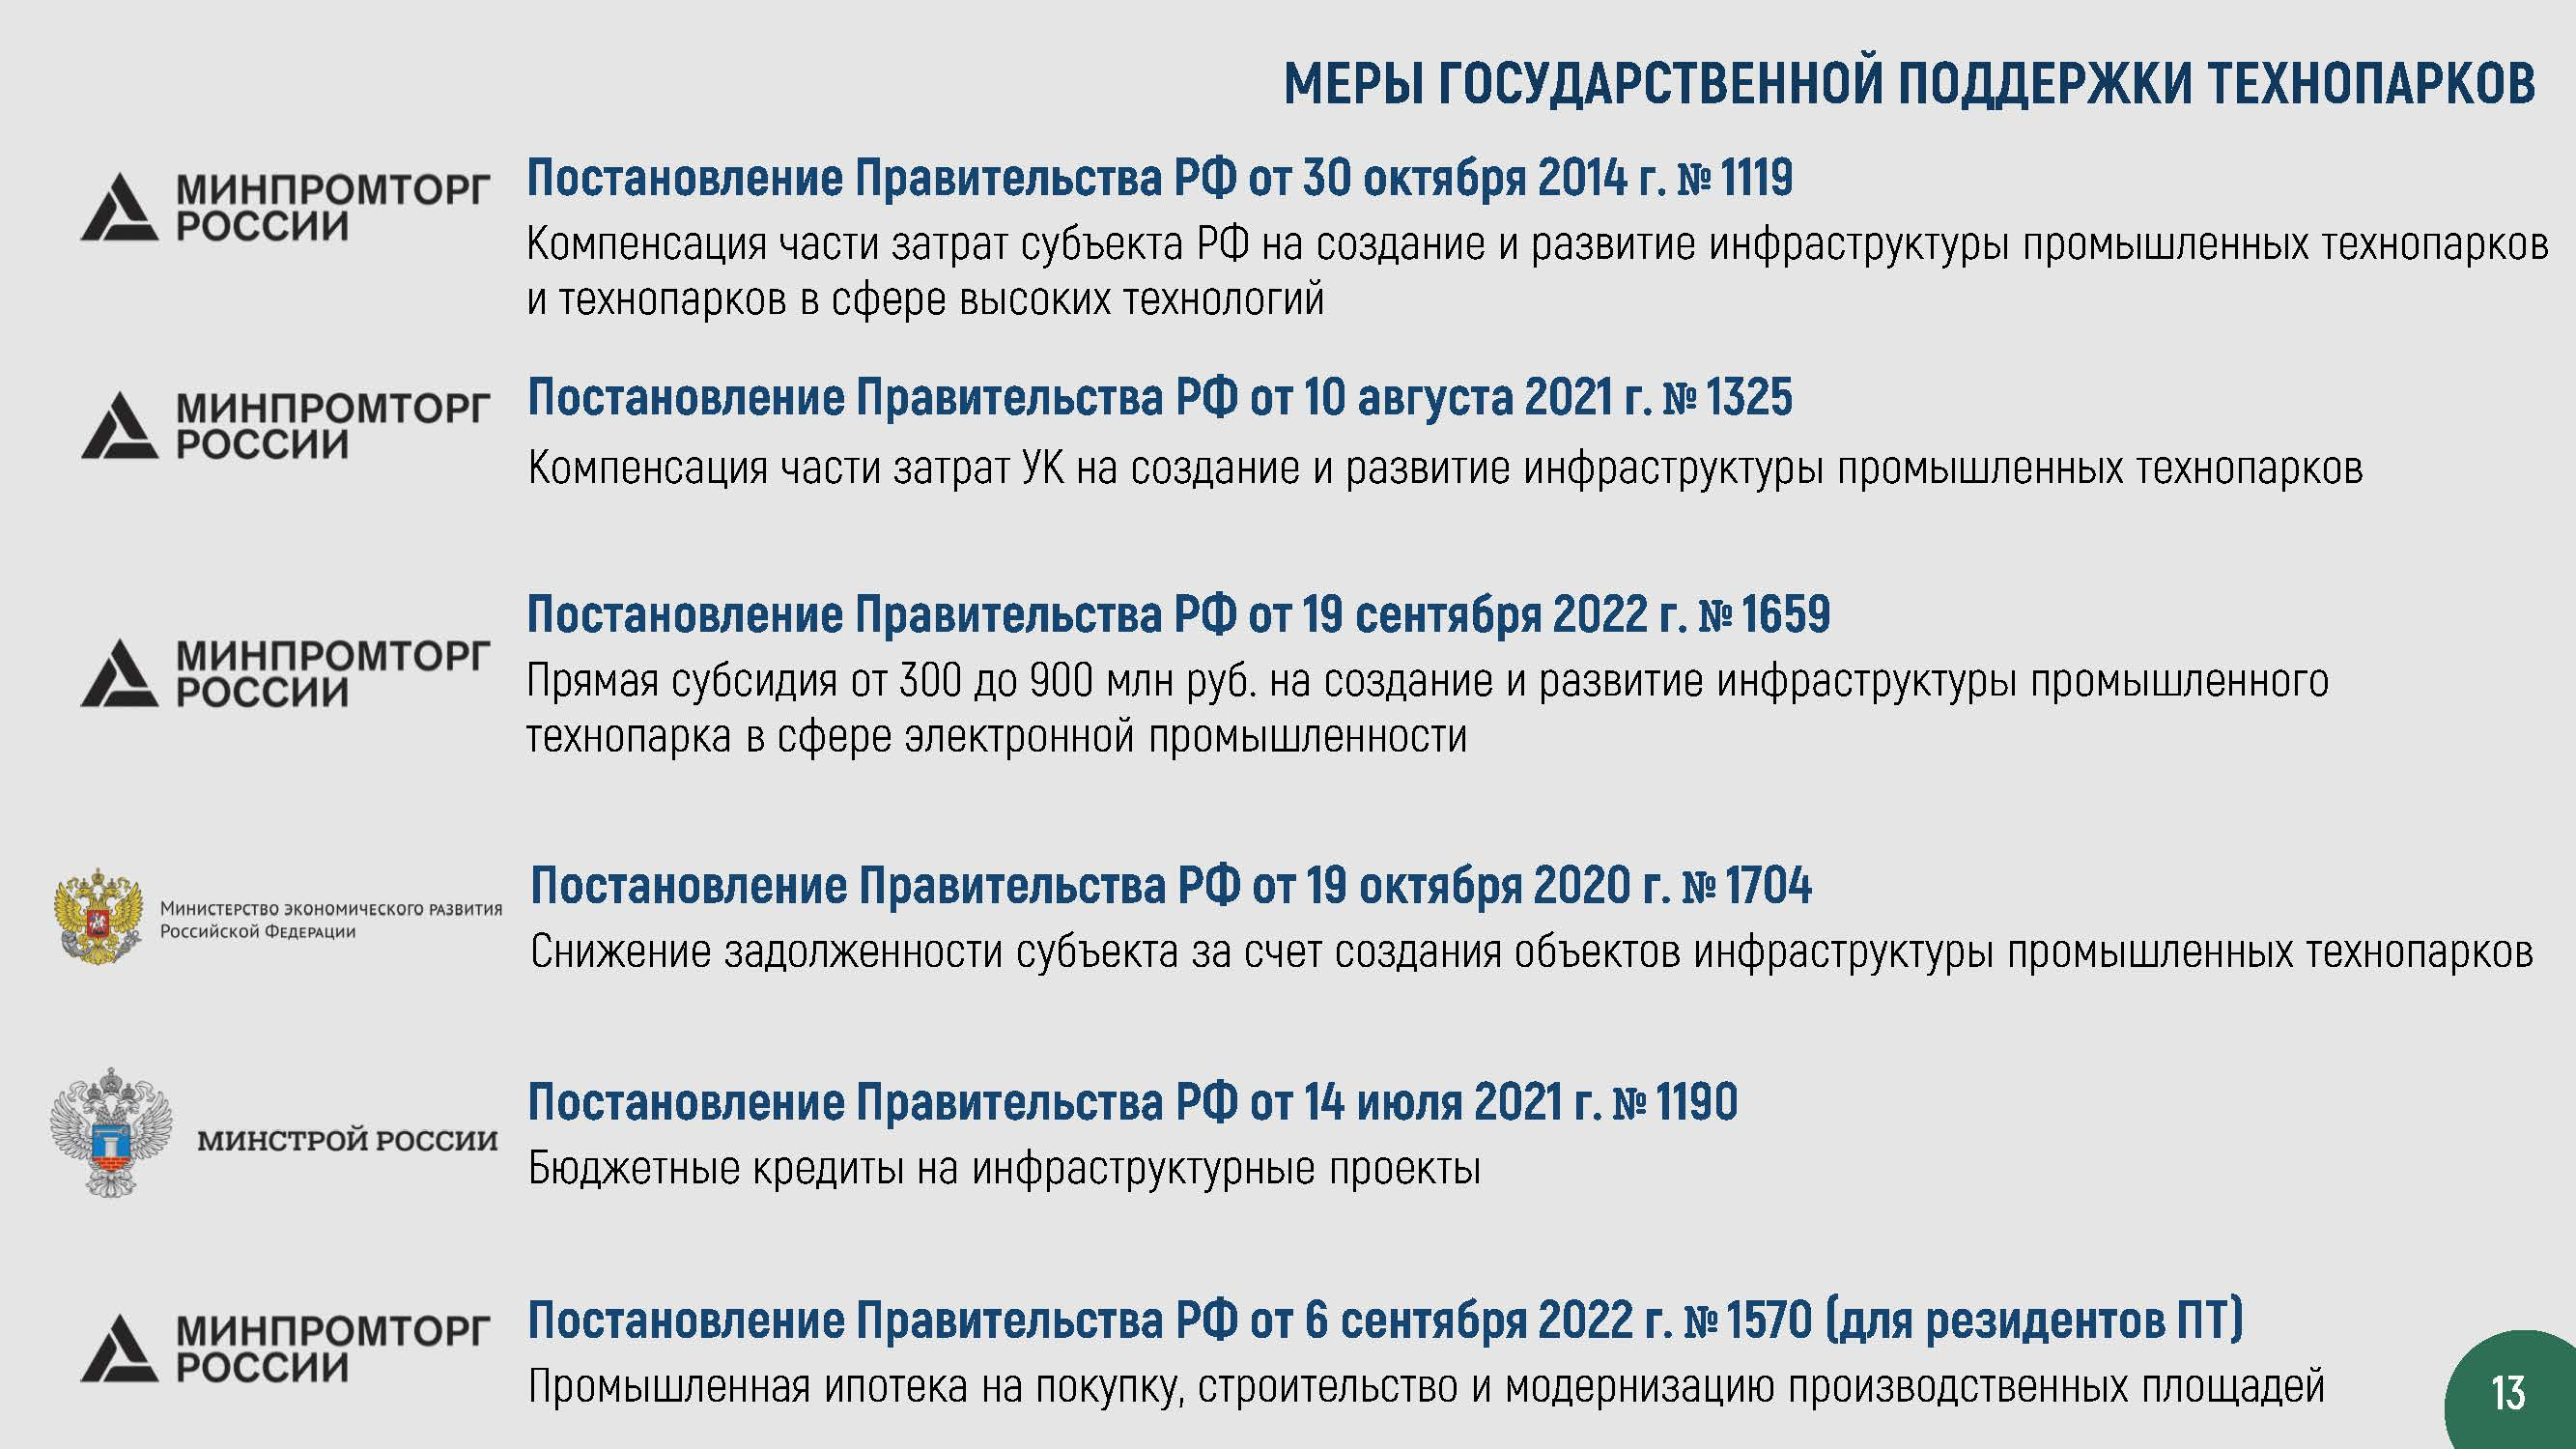 МЕРЫ ГОСУДАРСТВЕННОЙ ПОДДЕРЖКИ ТЕХНОПАРКОВ
МИНПРОМТОРГ
РОССИИ
Постановление Правительства РФ от 30 октября 2014 г. № 1119
Компенсация части затрат субъекта РФ на создание и развитие инфраструктуры промышленных технопарков
и технопарков в сфере высоких технологий
МИНПРОМТОРГ
РОССИИ
Постановление Правительства РФ от 10 августа 2021 г. № 1325
Компенсация части затрат УК на создание и развитие инфраструктуры промышленных технопарков
МИНПРОМТОРГ
РОССИИ
Постановление Правительства РФ от 19 сентября 2022 г. № 1659
Прямая субсидия от 300 до 900 млн руб. на создание и развитие инфраструктуры промышленного
технопарка в сфере электронной промышленности
Министерство экономического развития
Российской Федерации
Постановление Правительства РФ от 19 октября 2020 г. № 1704
Снижение задолженности субъекта за счет создания объектов инфраструктуры промышленных технопарков
МИНСТРОЙ РОССИИ
Постановление Правительства РФ от 14 июля 2021 г. № 1190
Бюджетные кредиты на инфраструктурные проекты
МИНПРОМТОРГ
РОССИИ
Постановление Правительства РФ от 6 сентября 2022 г. № 1570 (для резидентов ПТ)
Промышленная ипотека на покупку, строительство и модернизацию производственных площадей
13